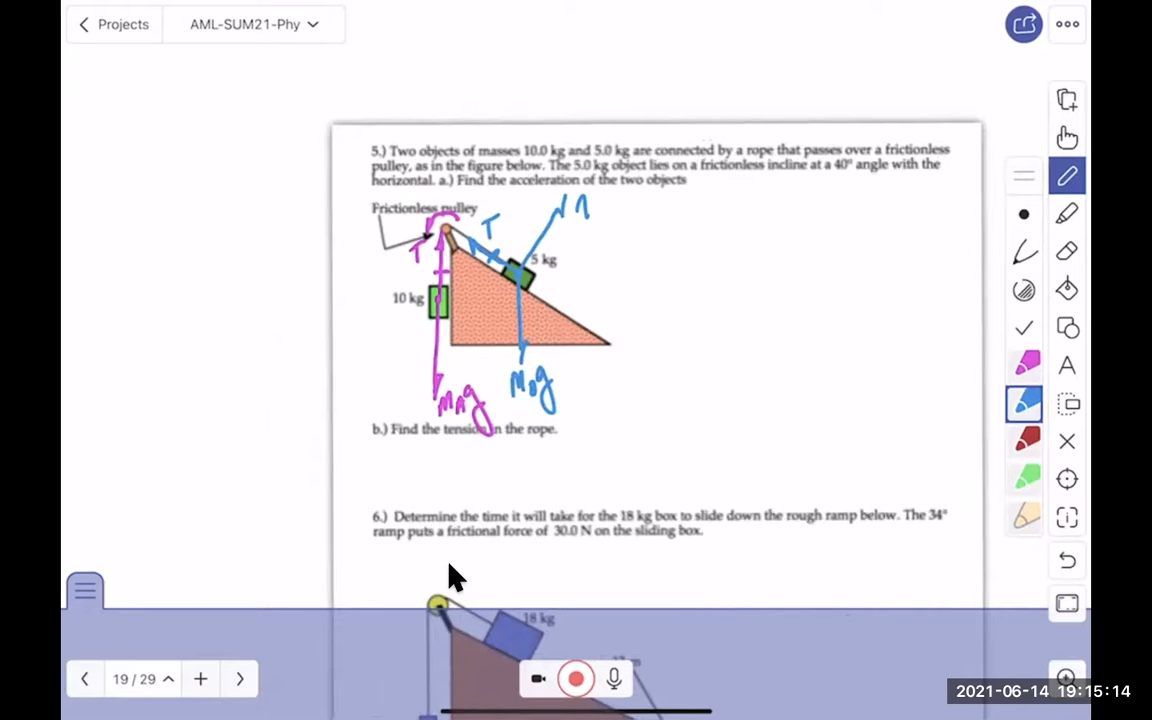 Projects
AML-SUM21-Phy
5.) Two objects of masses 10.0 kg and 5.0 kg are connected by a rope that passes over a frictionless
pulley, as in the figure below. The 5.0 kg object lies on a frictionless incline at a 40° angle with the
horizontal. a.) Find the acceleration of the two objects
Frictionless pulley
n
T
T
5 kg
10 kg
g
g
b.) Find the tension in the rope.
6.) Determine the time it will take for the 18 kg box to slide down the rough ramp below. The 34°
ramp puts a frictional force of 30.0 N on the sliding box.
18 kg
19 / 29
2021-06-14 19:15:14